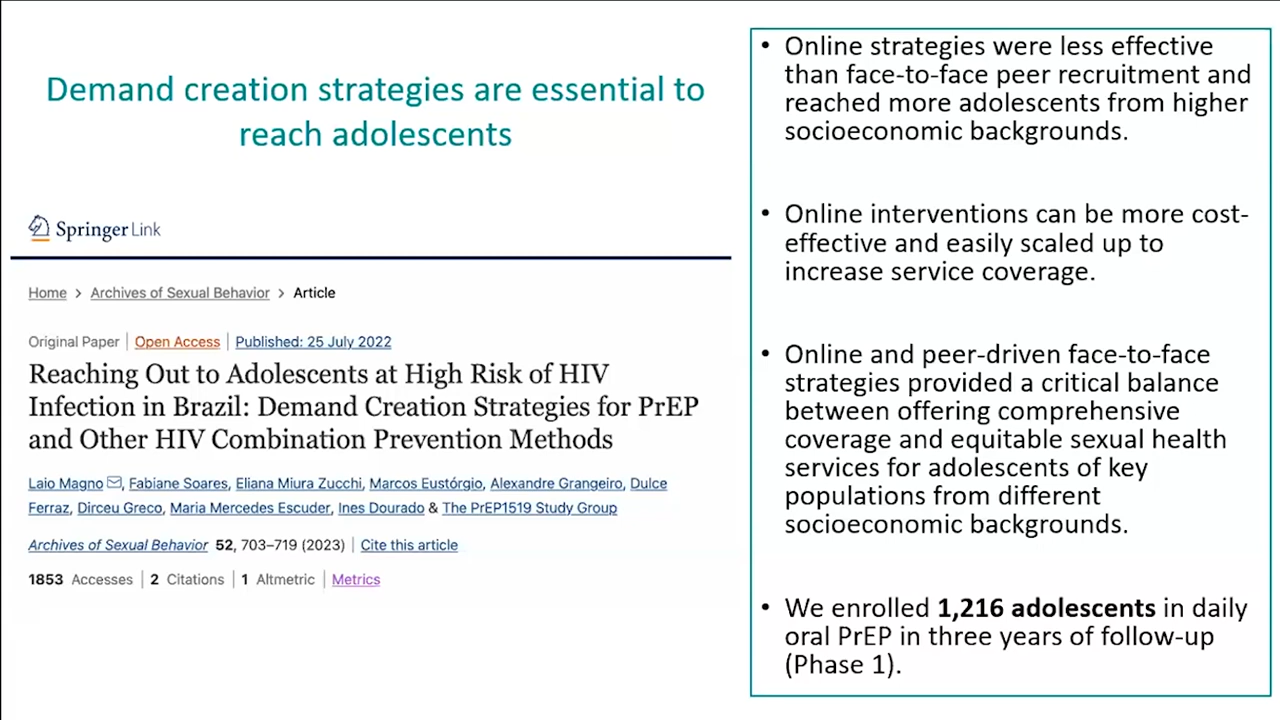 Demand creation strategies are essential to
reach adolescents
Springer Link
Home > Archives of Sexual Behavior > Article
Original Paper | Open Access | Published: 25 July 2022
Reaching Out to Adolescents at High Risk of HIV
Infection in Brazil: Demand Creation Strategies for PrEP
and Other HIV Combination Prevention Methods
Laio Magno, Fabiane Soares, Eliana Miura Zucchi, Marcos Eustórgio, Alexandre Grangeiro, Dulce
Ferraz, Dirceu Greco, Maria Mercedes Escuder, Ines Dourado & The PrEP1519 Study Group
Archives of Sexual Behavior 52, 703–719 (2023) | Cite this article
1853 Accesses | 2 Citations | 1 Altmetric | Metrics
• Online strategies were less effective
than face-to-face peer recruitment and
reached more adolescents from higher
socioeconomic backgrounds.
• Online interventions can be more cost-
effective and easily scaled up to
increase service coverage.
• Online and peer-driven face-to-face
strategies provided a critical balance
between offering comprehensive
coverage and equitable sexual health
services for adolescents of key
populations from different
socioeconomic backgrounds.
• We enrolled 1,216 adolescents in daily
oral PrEP in three years of follow-up
(Phase 1).